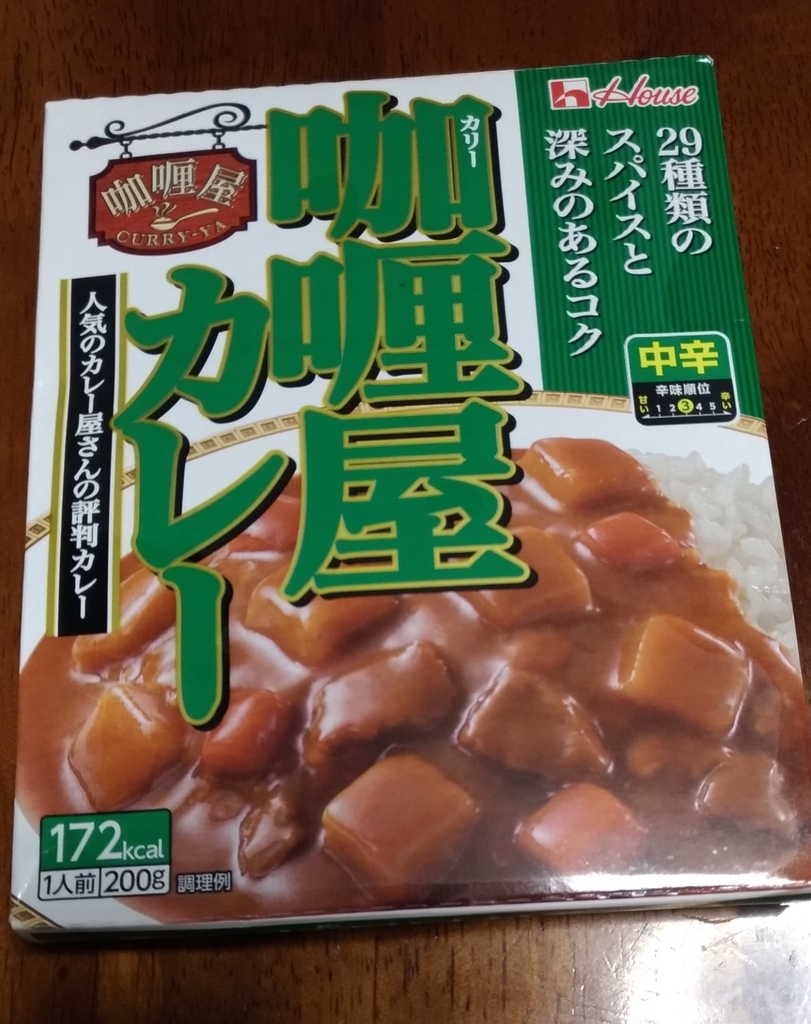 House
29種類の
スパイスと
深みのあるコク
中辛
辛味順位
甘い 1 2 3 4 5 辛い
咖喱屋
カリー
カレー
咖喱屋
CURRY-YA
人気のカレー屋さんの評判カレー
172kcal
1人前 200g
調理例